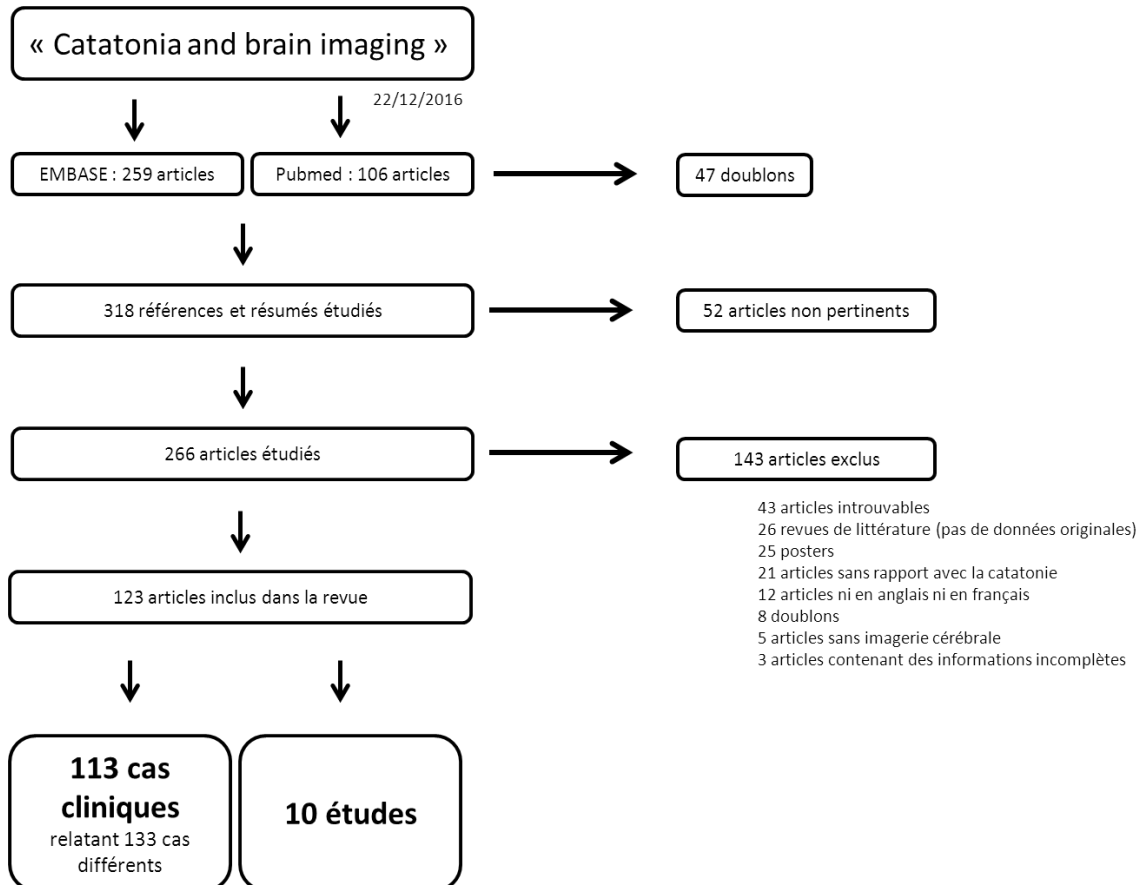 « Catatonia and brain imaging »
22/12/2016
EMBASE : 259 articles
Pubmed : 106 articles
47 doublons
318 références et résumés étudiés
52 articles non pertinents
266 articles étudiés
143 articles exclus
43 articles introuvables
26 revues de littérature (pas de données originales)
25 posters
21 articles sans rapport avec la catatonie
12 articles ni en anglais ni en français
8 doublons
5 articles sans imagerie cérébrale
3 articles contenant des informations incomplètes
123 articles inclus dans la revue
113 cas
cliniques
relatant 133 cas
différents
10 études